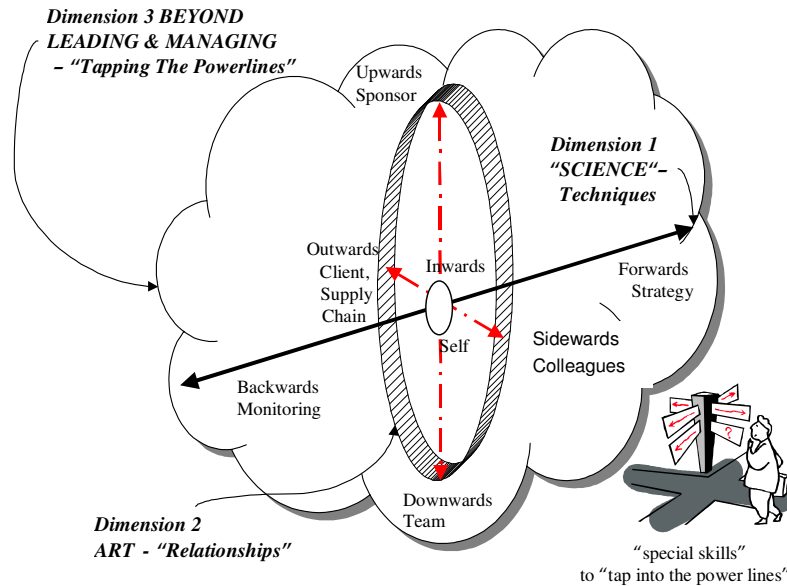 Dimension 3 BEYOND
LEADING & MANAGING
– “Tapping The Powerlines”
Upwards
Sponsor
Dimension 1
“SCIENCE“–
Techniques
Outwards
Client,
Supply
Chain
Inwards
Self
Forwards
Strategy
Sidewards
Colleagues
Backwards
Monitoring
Downwards
Team
Dimension 2
ART - “Relationships”
?
“special skills”
to “tap into the power lines”